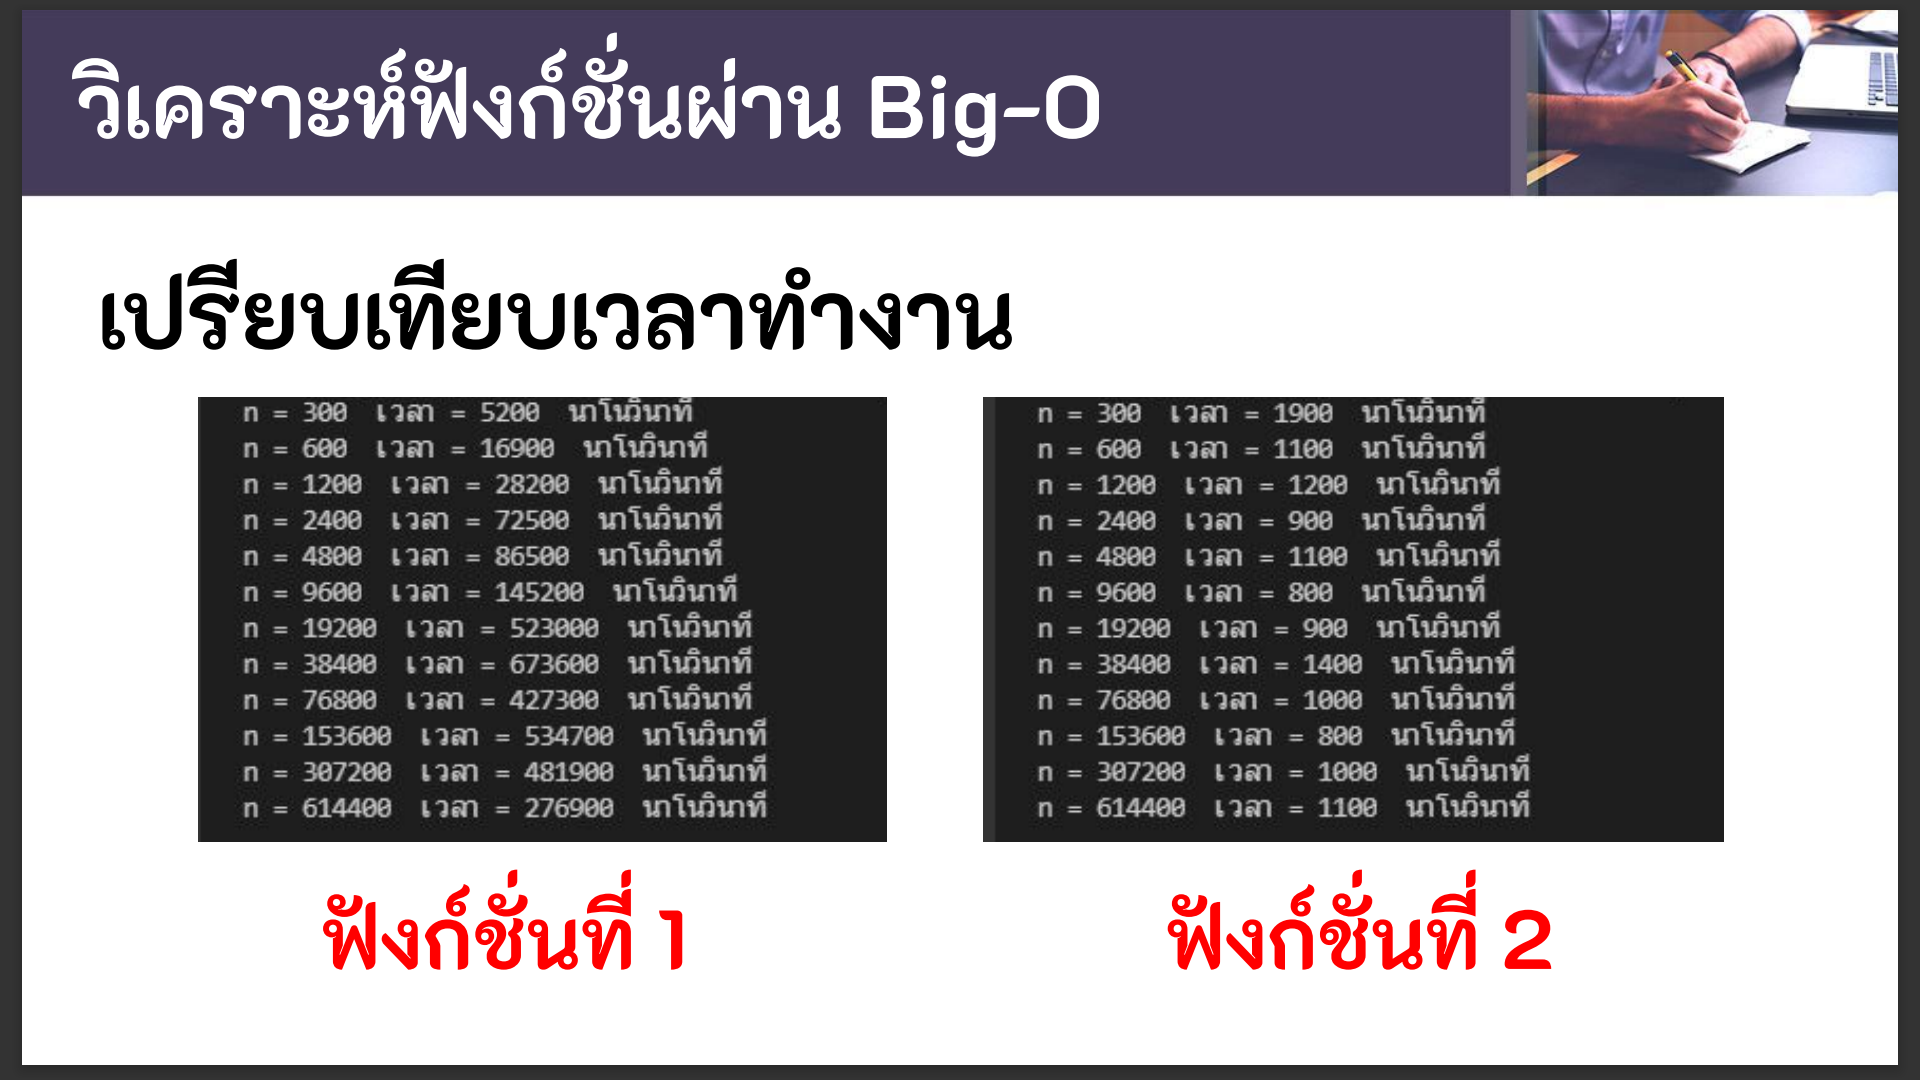 วิเคราะห์ฟังก์ชั่นผ่าน Big-O
เปรียบเทียบเวลาทำงาน
n = 300 เวลา = 5200 นาโนวินาที
n = 600 เวลา = 16900 นาโนวินาที
n = 1200 เวลา = 28200 นาโนวินาที
n = 2400 เวลา = 72500 นาโนวินาที
n = 4800 เวลา = 86500 นาโนวินาที
n = 9600 เวลา = 145200 นาโนวินาที
n = 19200 เวลา = 523000 นาโนวินาที
n = 38400 เวลา = 673600 นาโนวินาที
n = 76800 เวลา = 427300 นาโนวินาที
n = 153600 เวลา = 534700 นาโนวินาที
n = 307200 เวลา = 481900 นาโนวินาที
n = 614400 เวลา = 276900 นาโนวินาที
ฟังก์ชั่นที่ 1
n = 300 เวลา = 1900 นาโนวินาที
n = 600 เวลา = 1100 นาโนวินาที
n = 1200 เวลา = 1200 นาโนวินาที
n = 2400 เวลา = 900 นาโนวินาที
n = 4800 เวลา = 1100 นาโนวินาที
n = 9600 เวลา = 800 นาโนวินาที
n = 19200 เวลา = 900 นาโนวินาที
n = 38400 เวลา = 1400 นาโนวินาที
n = 76800 เวลา = 1000 นาโนวินาที
n = 153600 เวลา = 800 นาโนวินาที
n = 307200 เวลา = 1000 นาโนวินาที
n = 614400 เวลา = 1100 นาโนวินาที
ฟังก์ชั่นที่ 2